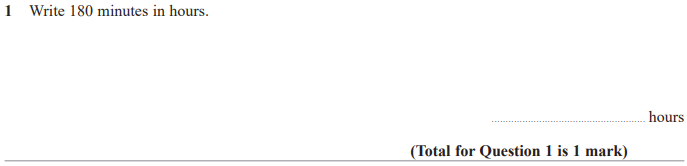 1 Write 180 minutes in hours.
........................................................ hours
(Total for Question 1 is 1 mark)